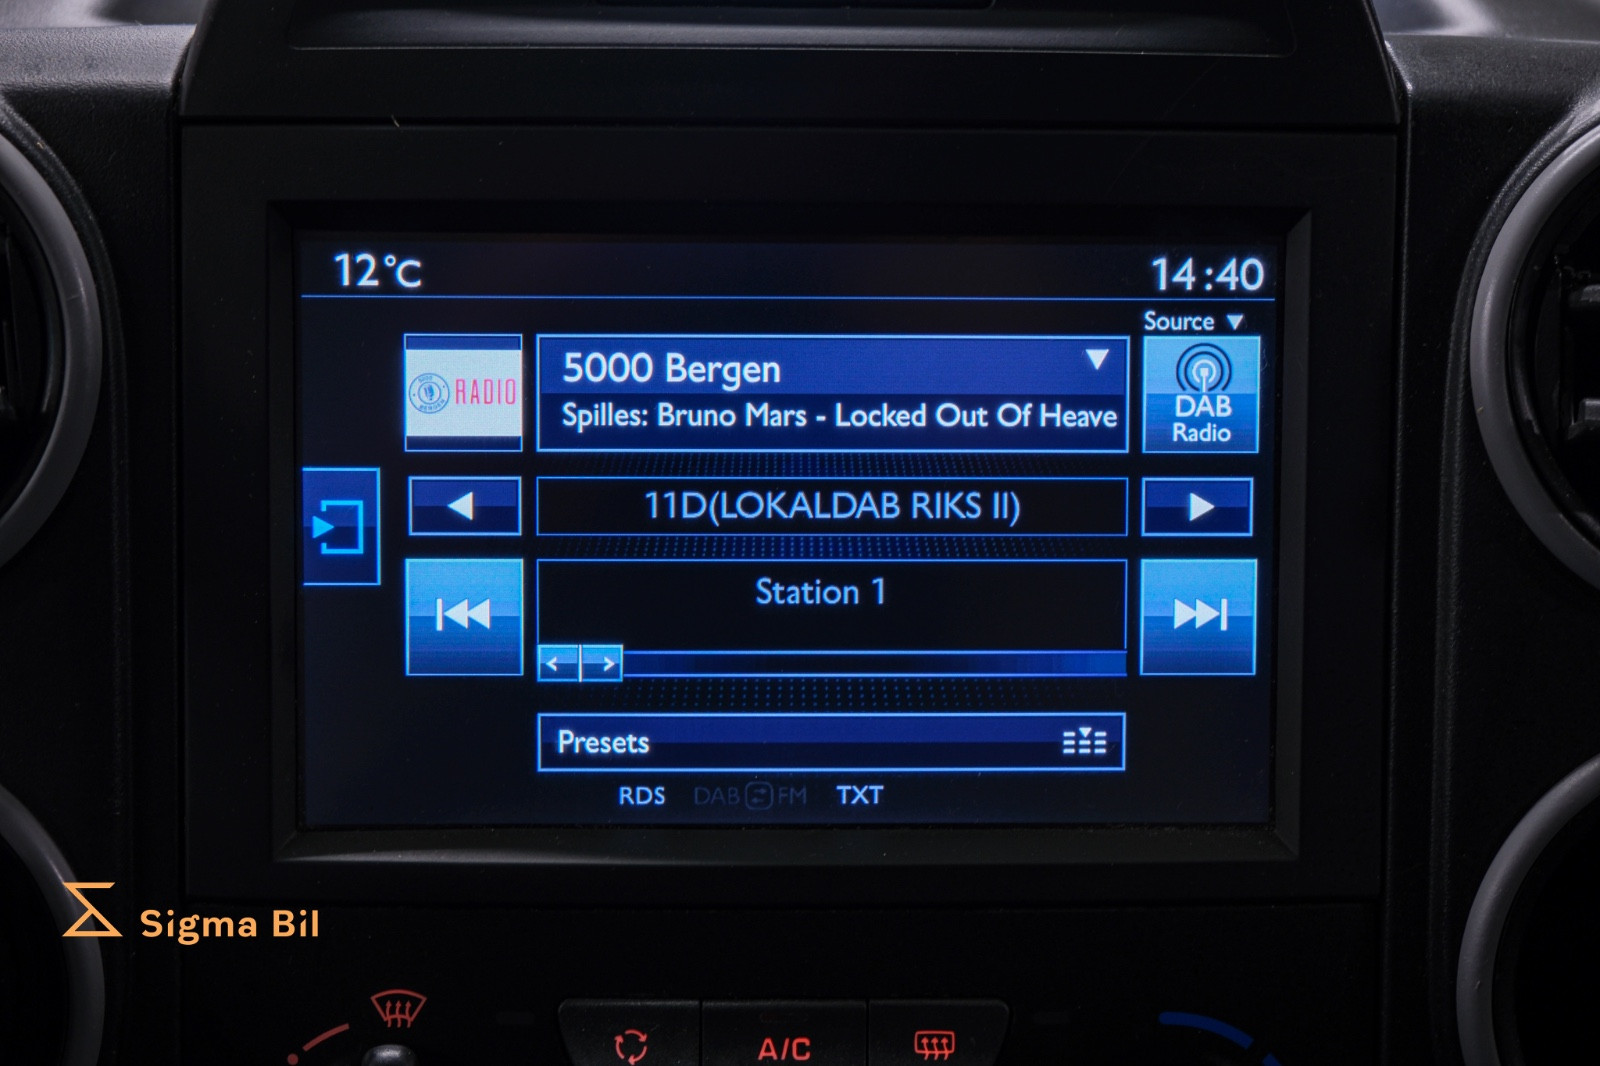 12°C
14:40
Source
RADIO
5000 Bergen
Spilles: Bruno Mars - Locked Out Of Heave
DAB
Radio
11D(LOKALDAB RIKS II)
Station 1
Presets
RDS
DAB FM
TXT
Sigma Bil
A/C